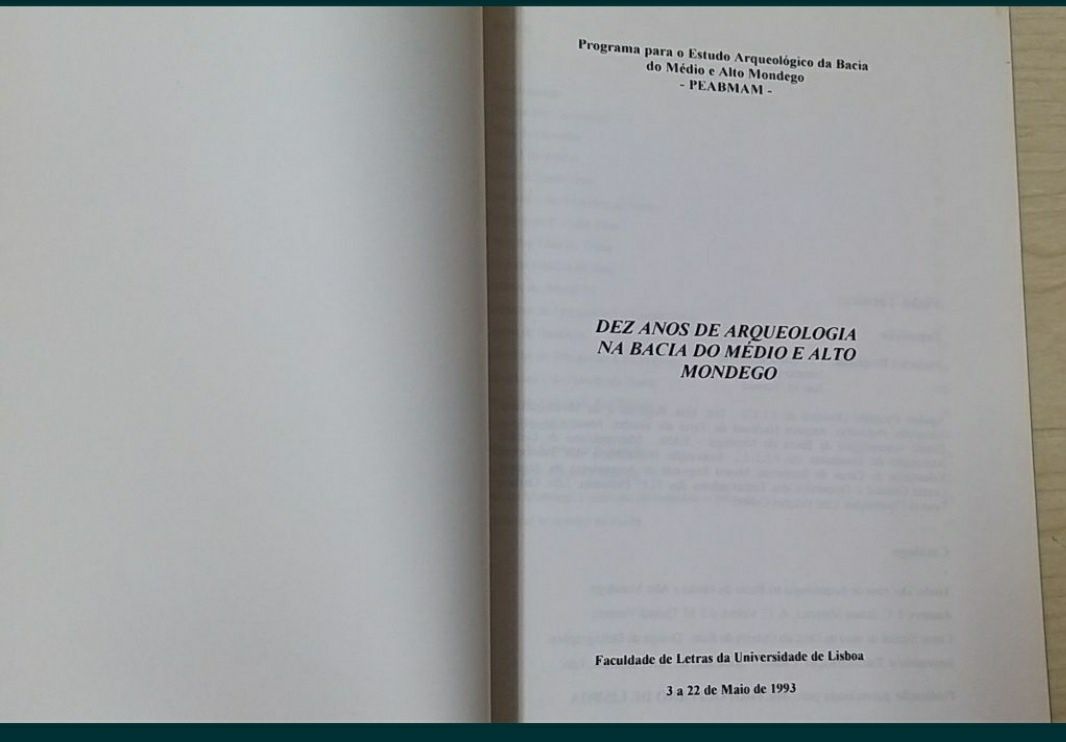 Programa para o Estudo Arqueológico da Bacia
do Médio e Alto Mondego
- PEABMAM -
DEZ ANOS DE ARQUEOLOGIA
NA BACIA DO MÉDIO E ALTO
MONDEGO
Faculdade de Letras da Universidade de Lisboa
3 a 22 de Maio de 1993